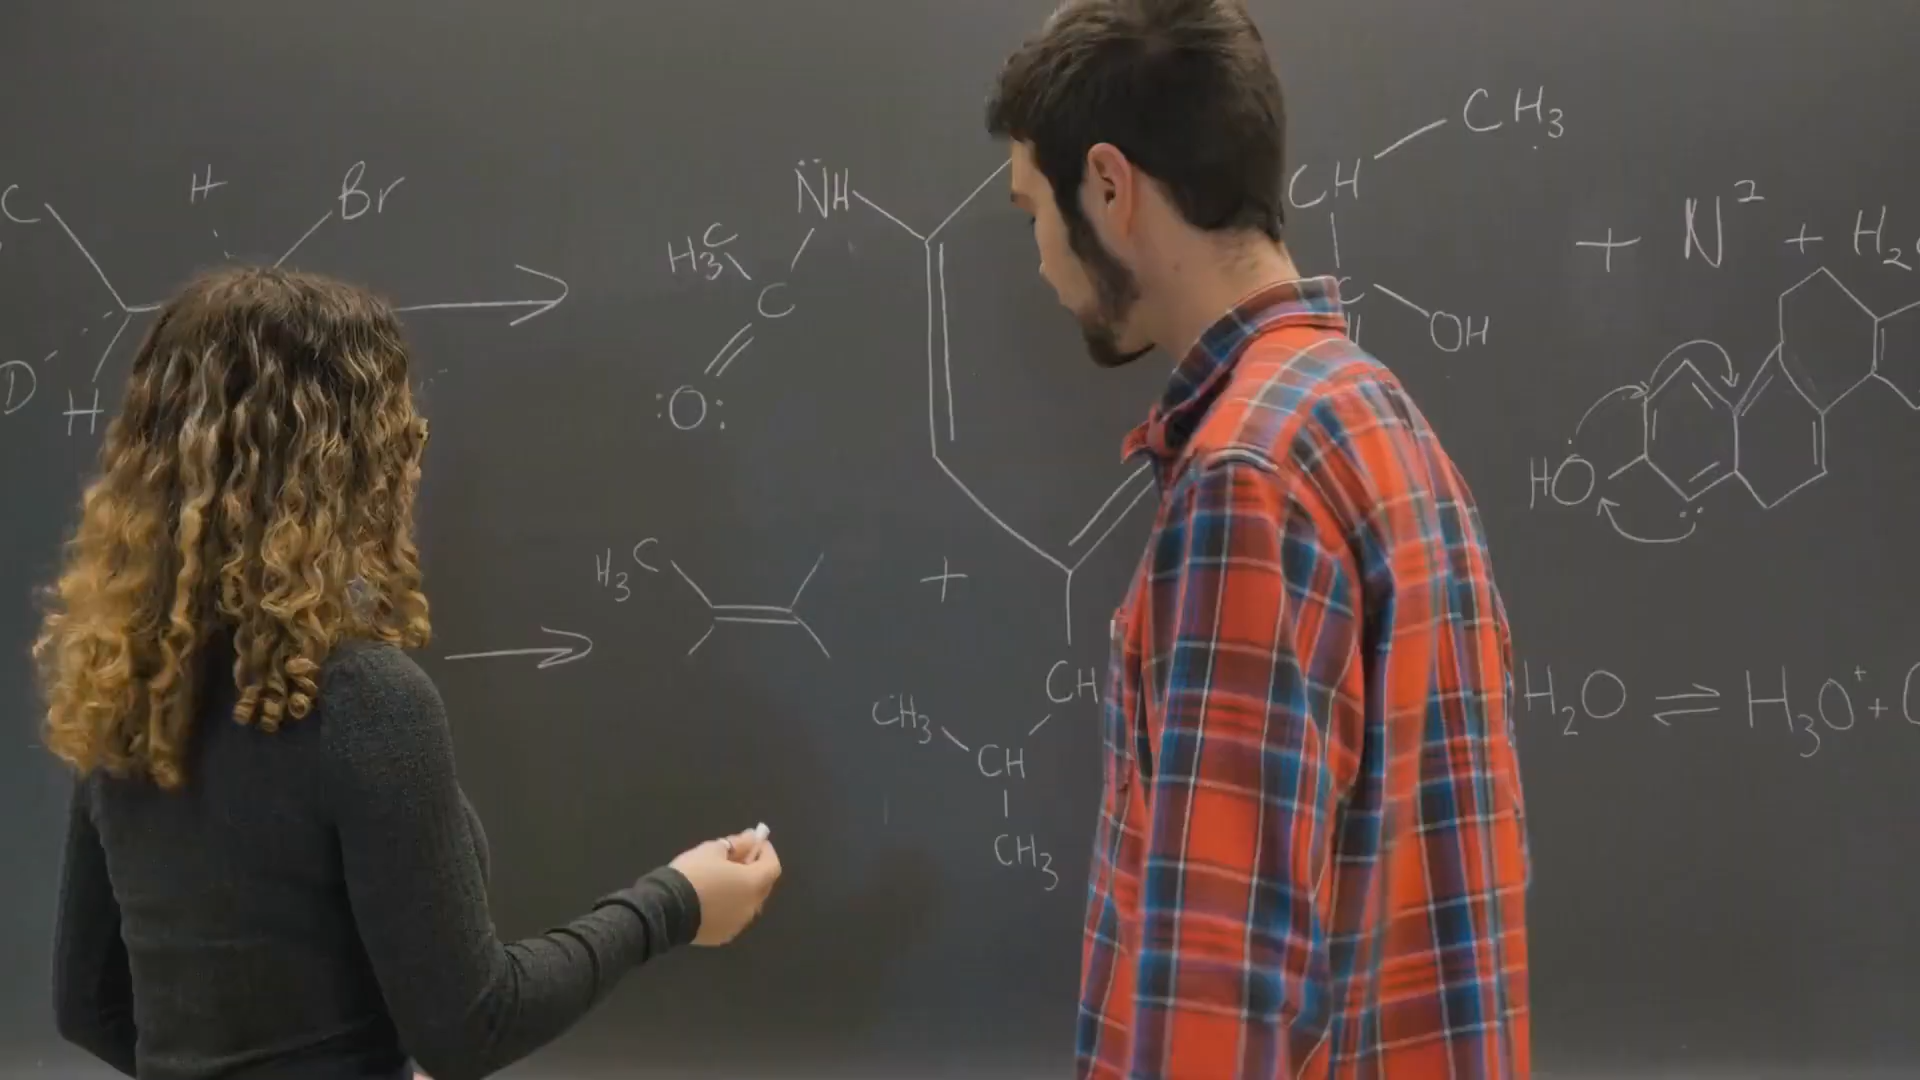 C
H
Br
D
H
H3C
NH
C
:O:
CH3
CH
C
OH
+ N2 + H2
HO
H3C
+
CH
CH3
CH
CH3
H2O ⇌ H3O+ +